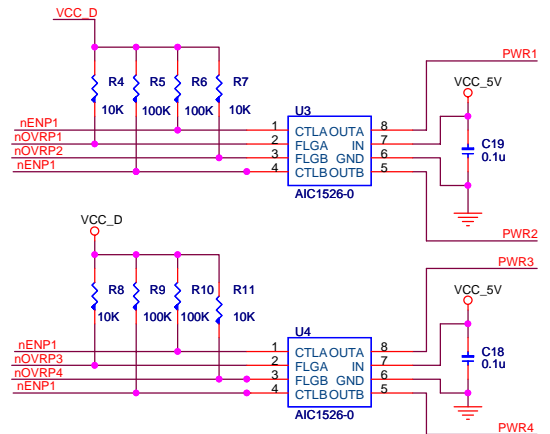 VCC_D
PWR1
R4 R5 R6 R7
VCC_5V
10K 100K 100K 10K
U3
nENP1 1 CTLA OUTA 8
nOVRP1 2 FLGA IN 7
C19
nOVRP2 3 FLGB GND 6
0.1u
nENP1 4 CTLB OUTB 5
AIC1526-0
VCC_D
PWR2
PWR3
R8 R9 R10 R11
VCC_5V
10K 100K 100K 10K
U4
nENP1 1 CTLA OUTA 8
nOVRP3 2 FLGA IN 7
C18
0.1u
nOVRP4 3 FLGB GND 6
nENP1 4 CTLB OUTB 5
AIC1526-0
PWR4